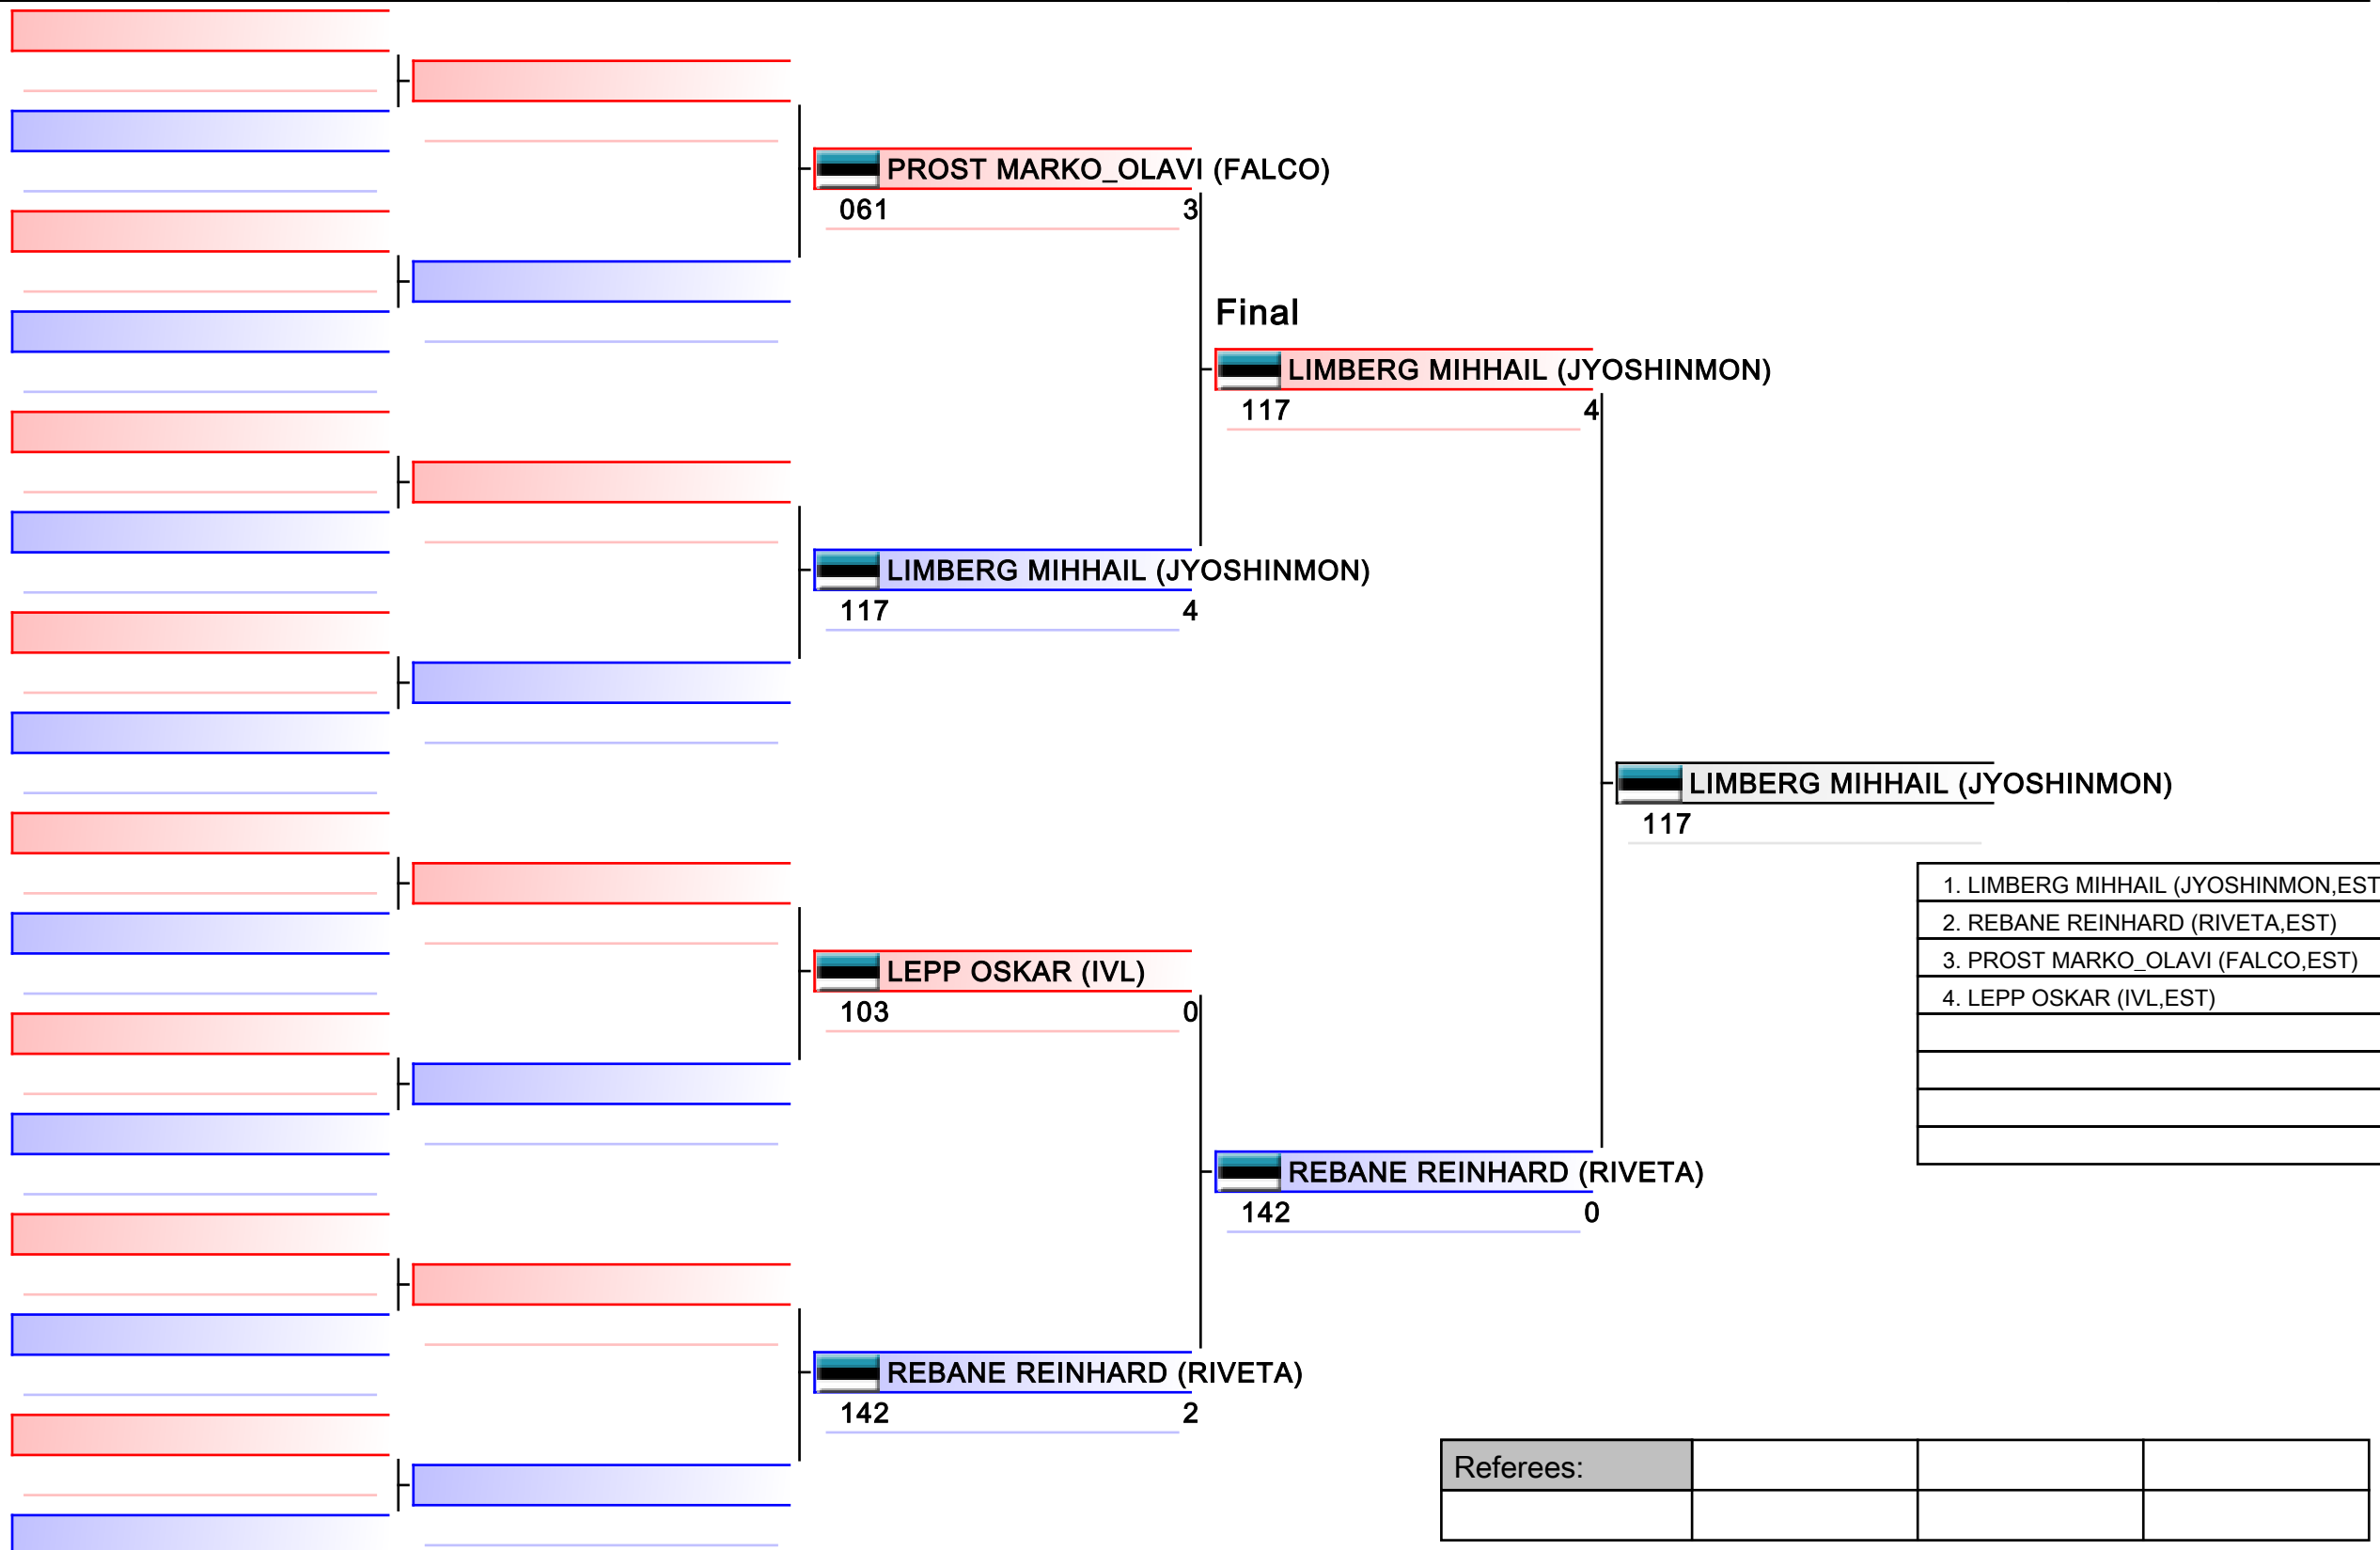 PROST MARKO_OLAVI (FALCO)
061 3
Final
LIMBERG MIHHAIL (JYOSHINMON)
117 4
LIMBERG MIHHAIL (JYOSHINMON)
117 4
LIMBERG MIHHAIL (JYOSHINMON)
117
1. LIMBERG MIHHAIL (JYOSHINMON,EST
2. REBANE REINHARD (RIVETA,EST)
3. PROST MARKO_OLAVI (FALCO,EST)
4. LEPP OSKAR (IVL,EST)
LEPP OSKAR (IVL)
103 0
REBANE REINHARD (RIVETA)
142 0
REBANE REINHARD (RIVETA)
142 2
Referees: